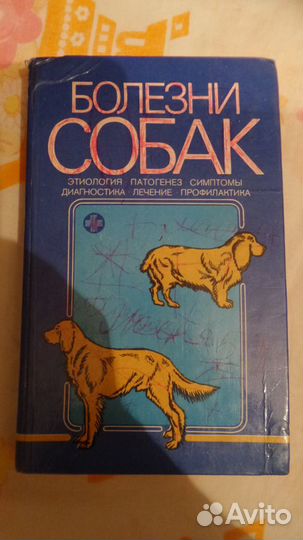 БОЛЕЗНИ
СОБАК
ЭТИОЛОГИЯ ПАТОГЕНЕЗ СИМПТОМЫ
ДИАГНОСТИКА ЛЕЧЕНИЕ ПРОФИЛАКТИКА
Avito